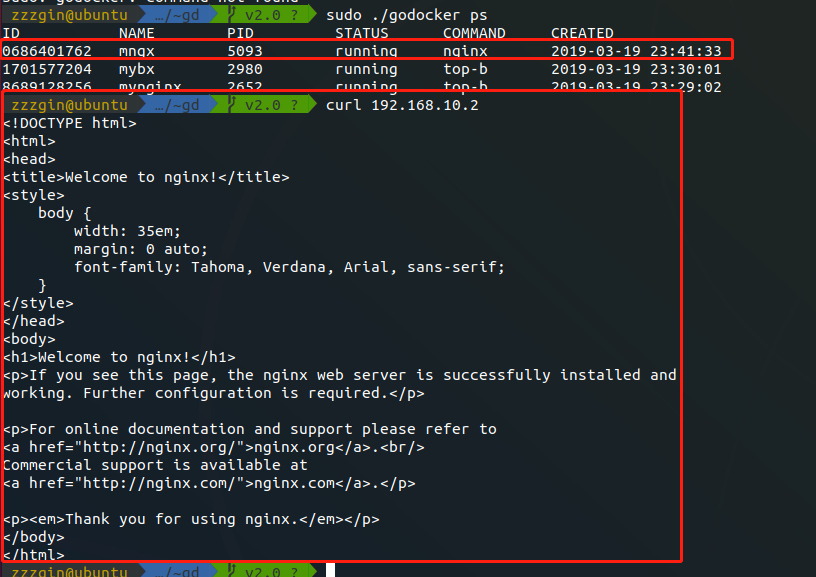 sudo: godocker: command not found
zzzgin@ubuntu …/~gd v2.0 ? sudo ./godocker ps
ID NAME PID STATUS COMMAND CREATED
0686401762 mngx 5093 running nginx 2019-03-19 23:41:33
1701577204 mybx 2980 running top-b 2019-03-19 23:30:01
8689128256 mynginx 2652 running top-b 2019-03-19 23:29:02
zzzgin@ubuntu …/~gd v2.0 ? curl 192.168.10.2
<!DOCTYPE html>
<html>
<head>
<title>Welcome to nginx!</title>
<style>
    body {
        width: 35em;
        margin: 0 auto;
        font-family: Tahoma, Verdana, Arial, sans-serif;
    }
</style>
</head>
<body>
<h1>Welcome to nginx!</h1>
<p>If you see this page, the nginx web server is successfully installed and
working. Further configuration is required.</p>

<p>For online documentation and support please refer to
<a href="http://nginx.org/">nginx.org</a>.<br/>
Commercial support is available at
<a href="http://nginx.com/">nginx.com</a>.</p>

<p><em>Thank you for using nginx.</em></p>
</body>
</html>
zzzgin@ubuntu …/~gd v2.0 ?